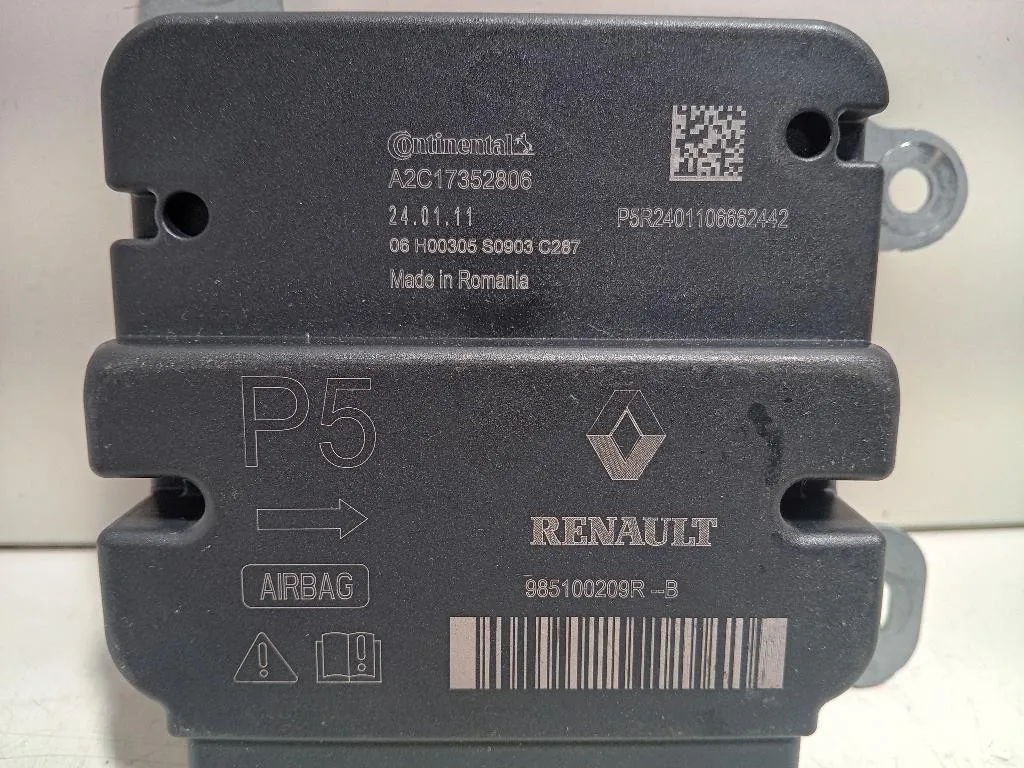 Continental
A2C17352806
24.01.11
P5R2401106662442
06 H00305 S0903 C287
Made in Romania
P5
RENAULT
AIRBAG
985100209R --B